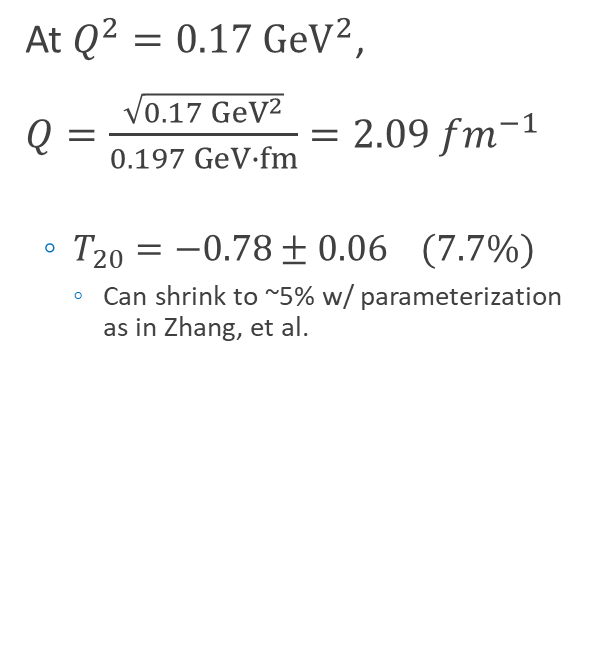 At Q² = 0.17 GeV²,
Q = √0.17 GeV² / 0.197 GeV·fm = 2.09 fm⁻¹
◦ T₂₀ = −0.78 ± 0.06 (7.7%)
◦ Can shrink to ~5% w/ parameterization
as in Zhang, et al.